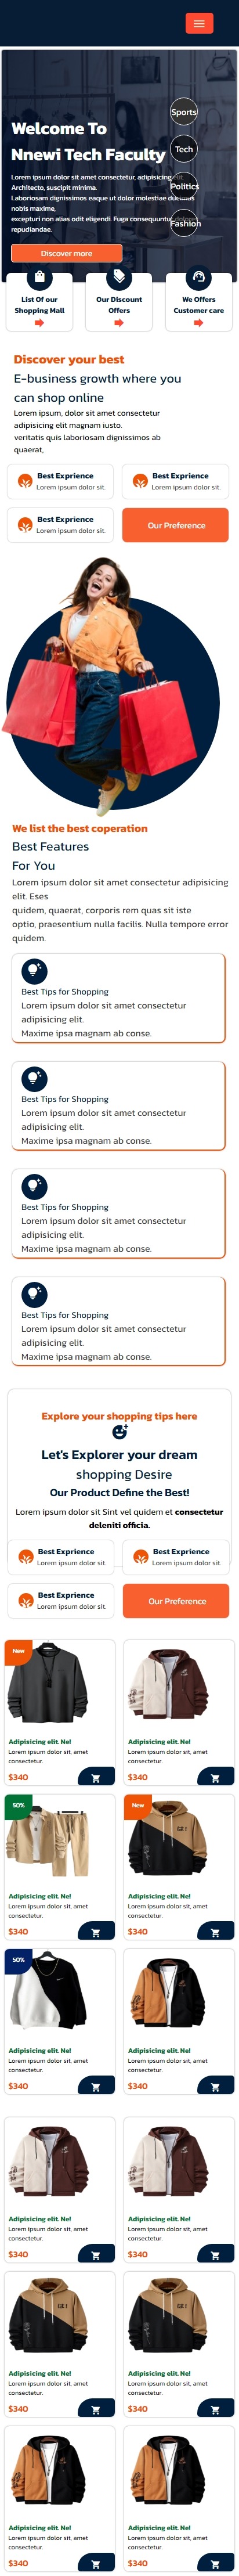 Welcome To
Nnewi Tech Faculty
Lorem ipsum dolor sit amet consectetur, adipisicing elit.
Architecto, suscipit minima.
Laboriosam dignissimos eaque ut dolor molestiae ducimus
nobis maxime,
excepturi non alias odit eligendi. Fuga consequuntur
repudiandae.
Discover more
Sports
Tech
Politics
Fashion
List Of our
Shopping Mall
Our Discount
Offers
We Offers
Customer care
Discover your best
E-business growth where you
can shop online
Lorem ipsum, dolor sit amet consectetur
adipisicing elit magnam iusto.
veritatis quis laboriosam dignissimos ab
quaerat,
Best Exprience
Lorem ipsum dolor sit.
Best Exprience
Lorem ipsum dolor sit.
Best Exprience
Lorem ipsum dolor sit.
Our Preference
We list the best coperation
Best Features
For You
Lorem ipsum dolor sit amet consectetur adipisicing
elit. Eses
quidem, quaerat, corporis rem quas sit iste
optio, praesentium nulla facilis. Nulla tempore error
quidem.
Best Tips for Shopping
Lorem ipsum dolor sit amet consectetur
adipisicing elit.
Maxime ipsa magnam ab conse.
Best Tips for Shopping
Lorem ipsum dolor sit amet consectetur
adipisicing elit.
Maxime ipsa magnam ab conse.
Best Tips for Shopping
Lorem ipsum dolor sit amet consectetur
adipisicing elit.
Maxime ipsa magnam ab conse.
Best Tips for Shopping
Lorem ipsum dolor sit amet consectetur
adipisicing elit.
Maxime ipsa magnam ab conse.
Explore your shopping tips here
Let's Explorer your dream
shopping Desire
Our Product Define the Best!
Lorem ipsum dolor sit Sint vel quidem et consectetur
deleniti officia.
Best Exprience
Lorem ipsum dolor sit.
Best Exprience
Lorem ipsum dolor sit.
Best Exprience
Lorem ipsum dolor sit.
Our Preference
New
Adipisicing elit. Ne!
Lorem ipsum dolor sit, amet
consectetur.
$340
Adipisicing elit. Ne!
Lorem ipsum dolor sit, amet
consectetur.
$340
50%
Adipisicing elit. Ne!
Lorem ipsum dolor sit, amet
consectetur.
$340
New
Adipisicing elit. Ne!
Lorem ipsum dolor sit, amet
consectetur.
$340
50%
Adipisicing elit. Ne!
Lorem ipsum dolor sit, amet
consectetur.
$340
Adipisicing elit. Ne!
Lorem ipsum dolor sit, amet
consectetur.
$340
Adipisicing elit. Ne!
Lorem ipsum dolor sit, amet
consectetur.
$340
Adipisicing elit. Ne!
Lorem ipsum dolor sit, amet
consectetur.
$340
Adipisicing elit. Ne!
Lorem ipsum dolor sit, amet
consectetur.
$340
Adipisicing elit. Ne!
Lorem ipsum dolor sit, amet
consectetur.
$340
Adipisicing elit. Ne!
Lorem ipsum dolor sit, amet
consectetur.
$340
Adipisicing elit. Ne!
Lorem ipsum dolor sit, amet
consectetur.
$340